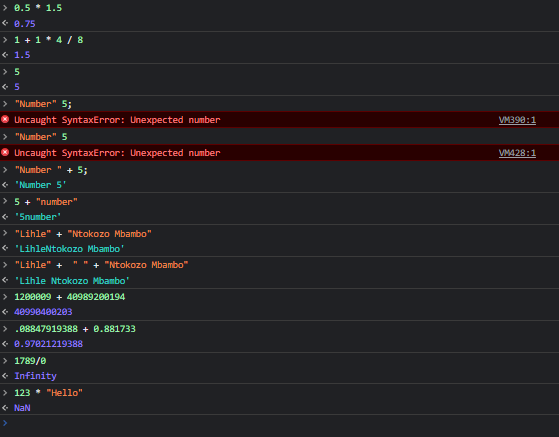 > 0.5 * 1.5
< 0.75
> 1 + 1 * 4 / 8
< 1.5
> 5
< 5
> "Number" 5;
Uncaught SyntaxError: Unexpected number VM390:1
> "Number" 5
Uncaught SyntaxError: Unexpected number VM428:1
> "Number " + 5;
< 'Number 5'
> 5 + "number"
< '5number'
> "Lihle" + "Ntokozo Mbambo"
< 'LihleNtokozo Mbambo'
> "Lihle" +  " " + "Ntokozo Mbambo"
< 'Lihle Ntokozo Mbambo'
> 1200009 + 40989200194
< 40990400203
> .08847919388 + 0.881733
< 0.97021219388
> 1789/0
< Infinity
> 123 * "Hello"
< NaN
>